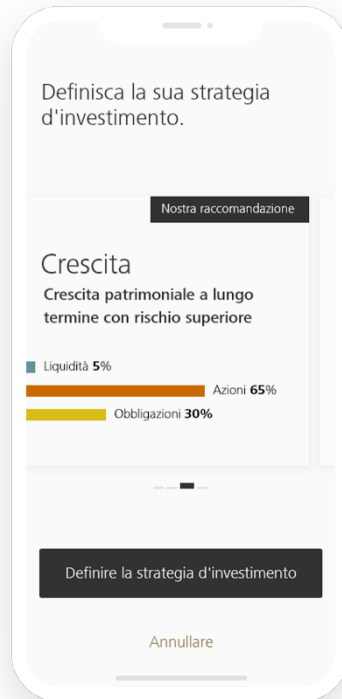 Definisca la sua strategia
d'investimento.
Nostra raccomandazione
Crescita
Crescita patrimoniale a lungo
termine con rischio superiore
Liquidità 5%
Azioni 65%
Obbligazioni 30%
Definire la strategia d'investimento
Annullare